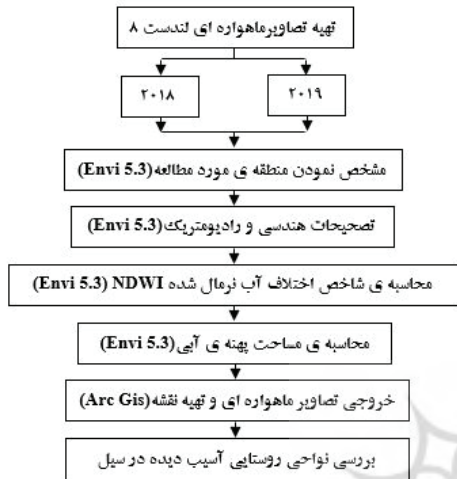 تهیه تصاویرماهواره ای لندست ۸
۲۰۱۸
۲۰۱۹
مشخص نمودن منطقه ی مورد مطالعه(Envi 5.3)
تصحیحات هندسی و رادیومتریک(Envi 5.3)
محاسبه ی شاخص اختلاف آب نرمال شده NDWI (Envi 5.3)
محاسبه ی مساحت پهنه ی آبی(Envi 5.3)
خروجی تصاویر ماهواره ای و تهیه نقشه(Arc Gis)
بررسی نواحی روستایی آسیب دیده در سیل